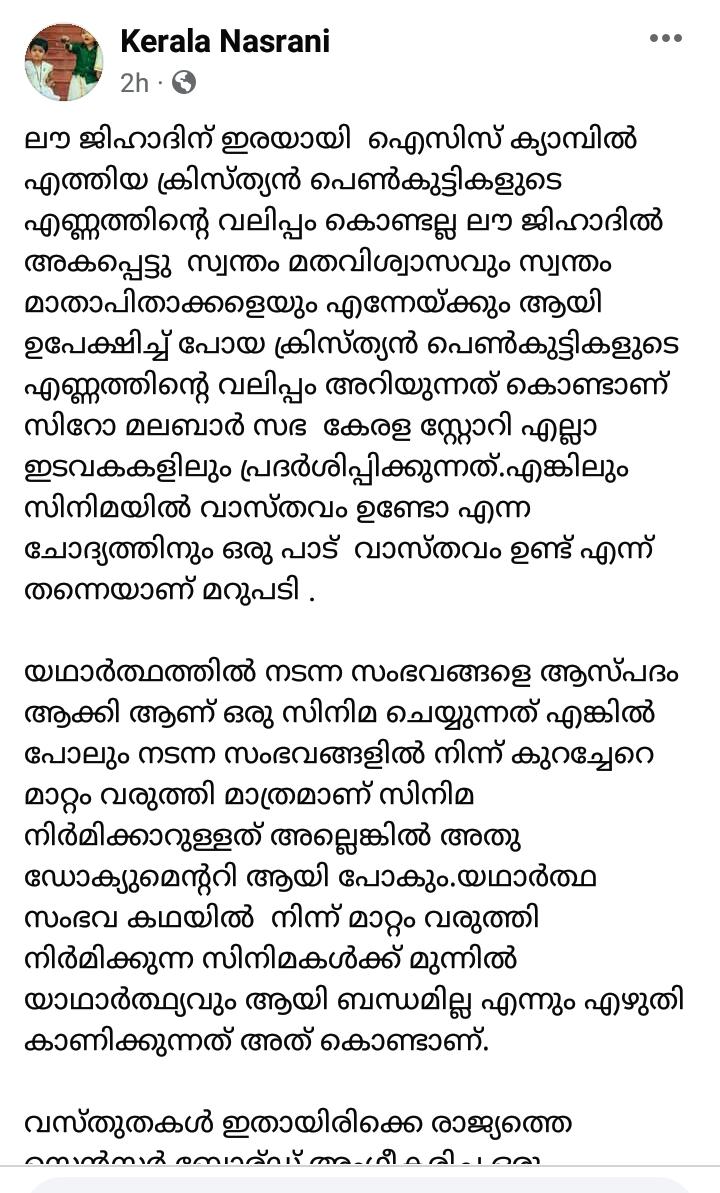 Kerala Nasrani
2h ·
ലൗ ജിഹാദിന് ഇരയായി ഐസിസ് ക്യാമ്പിൽ
എത്തിയ ക്രിസ്ത്യൻ പെൺകുട്ടികളുടെ
എണ്ണത്തിന്റെ വലിപ്പം കൊണ്ടല്ല ലൗ ജിഹാദിൽ
അകപ്പെട്ടു സ്വന്തം മതവിശ്വാസവും സ്വന്തം
മാതാപിതാക്കളെയും എന്നേയ്ക്കും ആയി
ഉപേക്ഷിച്ച് പോയ ക്രിസ്ത്യൻ പെൺകുട്ടികളുടെ
എണ്ണത്തിന്റെ വലിപ്പം അറിയുന്നത് കൊണ്ടാണ്
സിറോ മലബാർ സഭ കേരള സ്റ്റോറി എല്ലാ
ഇടവകകളിലും പ്രദർശിപ്പിക്കുന്നത്.എങ്കിലും
സിനിമയിൽ വാസ്തവം ഉണ്ടോ എന്ന
ചോദ്യത്തിനും ഒരു പാട് വാസ്തവം ഉണ്ട് എന്ന്
തന്നെയാണ് മറുപടി .
യഥാർത്ഥത്തിൽ നടന്ന സംഭവങ്ങളെ ആസ്പദം
ആക്കി ആണ് ഒരു സിനിമ ചെയ്യുന്നത് എങ്കിൽ
പോലും നടന്ന സംഭവങ്ങളിൽ നിന്ന് കുറച്ചേറെ
മാറ്റം വരുത്തി മാത്രമാണ് സിനിമ
നിർമിക്കാറുള്ളത് അല്ലെങ്കിൽ അതു
ഡോക്യുമെന്ററി ആയി പോകും.യഥാർത്ഥ
സംഭവ കഥയിൽ നിന്ന് മാറ്റം വരുത്തി
നിർമിക്കുന്ന സിനിമകൾക്ക് മുന്നിൽ
യാഥാർത്ഥ്യവും ആയി ബന്ധമില്ല എന്നും എഴുതി
കാണിക്കുന്നത് അത് കൊണ്ടാണ്.
വസ്തുതകൾ ഇതായിരിക്കെ രാജ്യത്തെ
സെൻസർ ബോർഡ് അംഗീകരിച്ച ഒരു